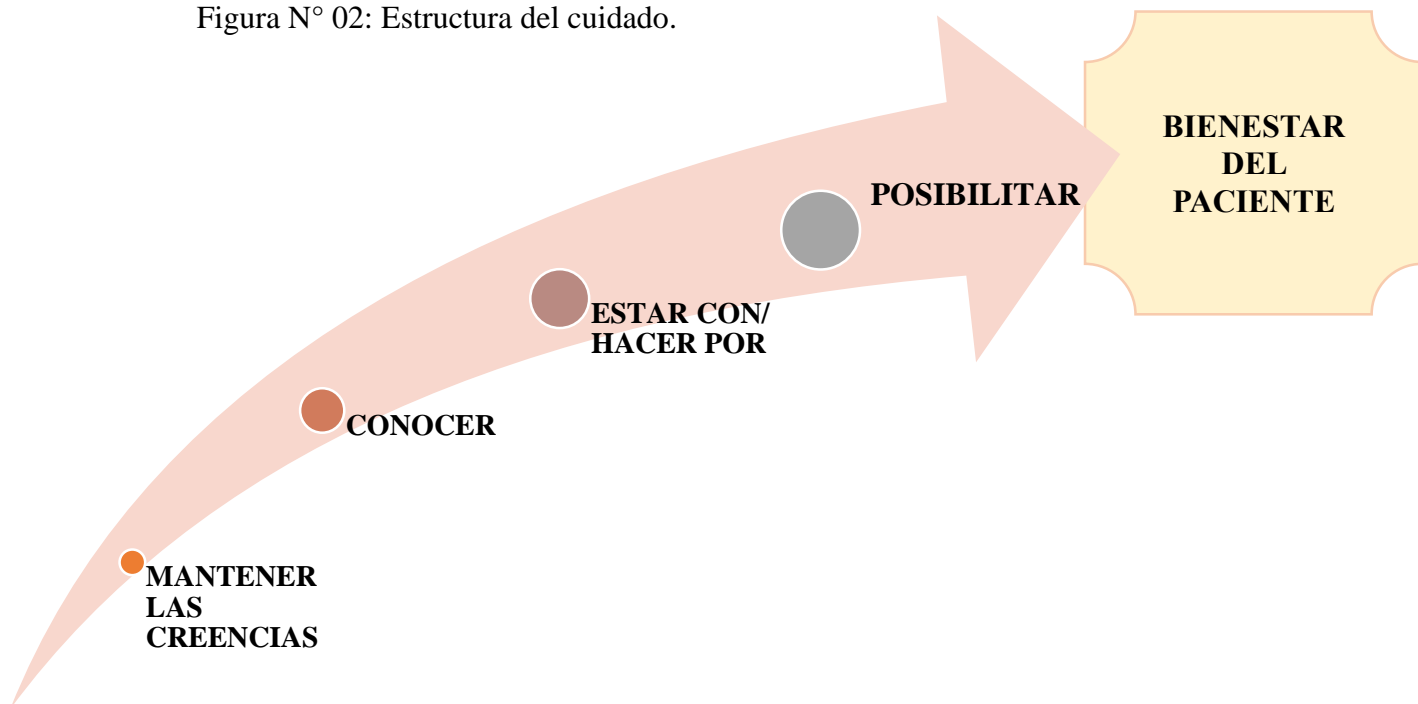 Figura N° 02: Estructura del cuidado.
BIENESTAR
DEL
PACIENTE
POSIBILITAR
ESTAR CON/
HACER POR
CONOCER
MANTENER
LAS
CREENCIAS